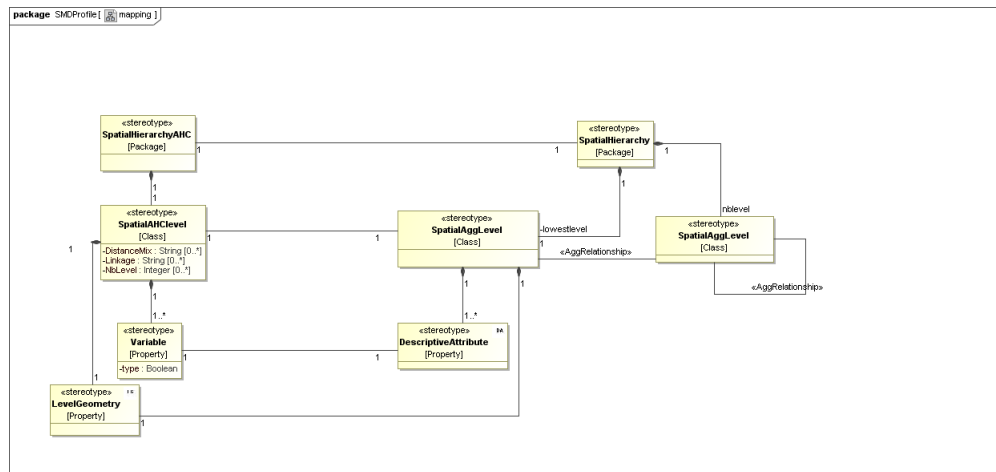 package SMDProfile [ mapping ]
«stereotype»
SpatialHierarchyAHC
[Package]
1
1
«stereotype»
SpatialHierarchy
[Package]
1
1
1
1
nblevel
«stereotype»
SpatialAHClevel
[Class]
-DistanceMix : String [0..*]
-Linkage : String [0..*]
-NbLevel : Integer [0..*]
1
1
1
«stereotype»
SpatialAggLevel
[Class]
-lowestlevel
1
1
«AggRelationship»
«stereotype»
SpatialAggLevel
[Class]
«AggRelationship»
1
1
1
1..*
1..*
«stereotype»
Variable
[Property]
-type : Boolean
1
1
«stereotype»
DescriptiveAttribute
[Property]
DA
1
«stereotype»
LevelGeometry
[Property]
1